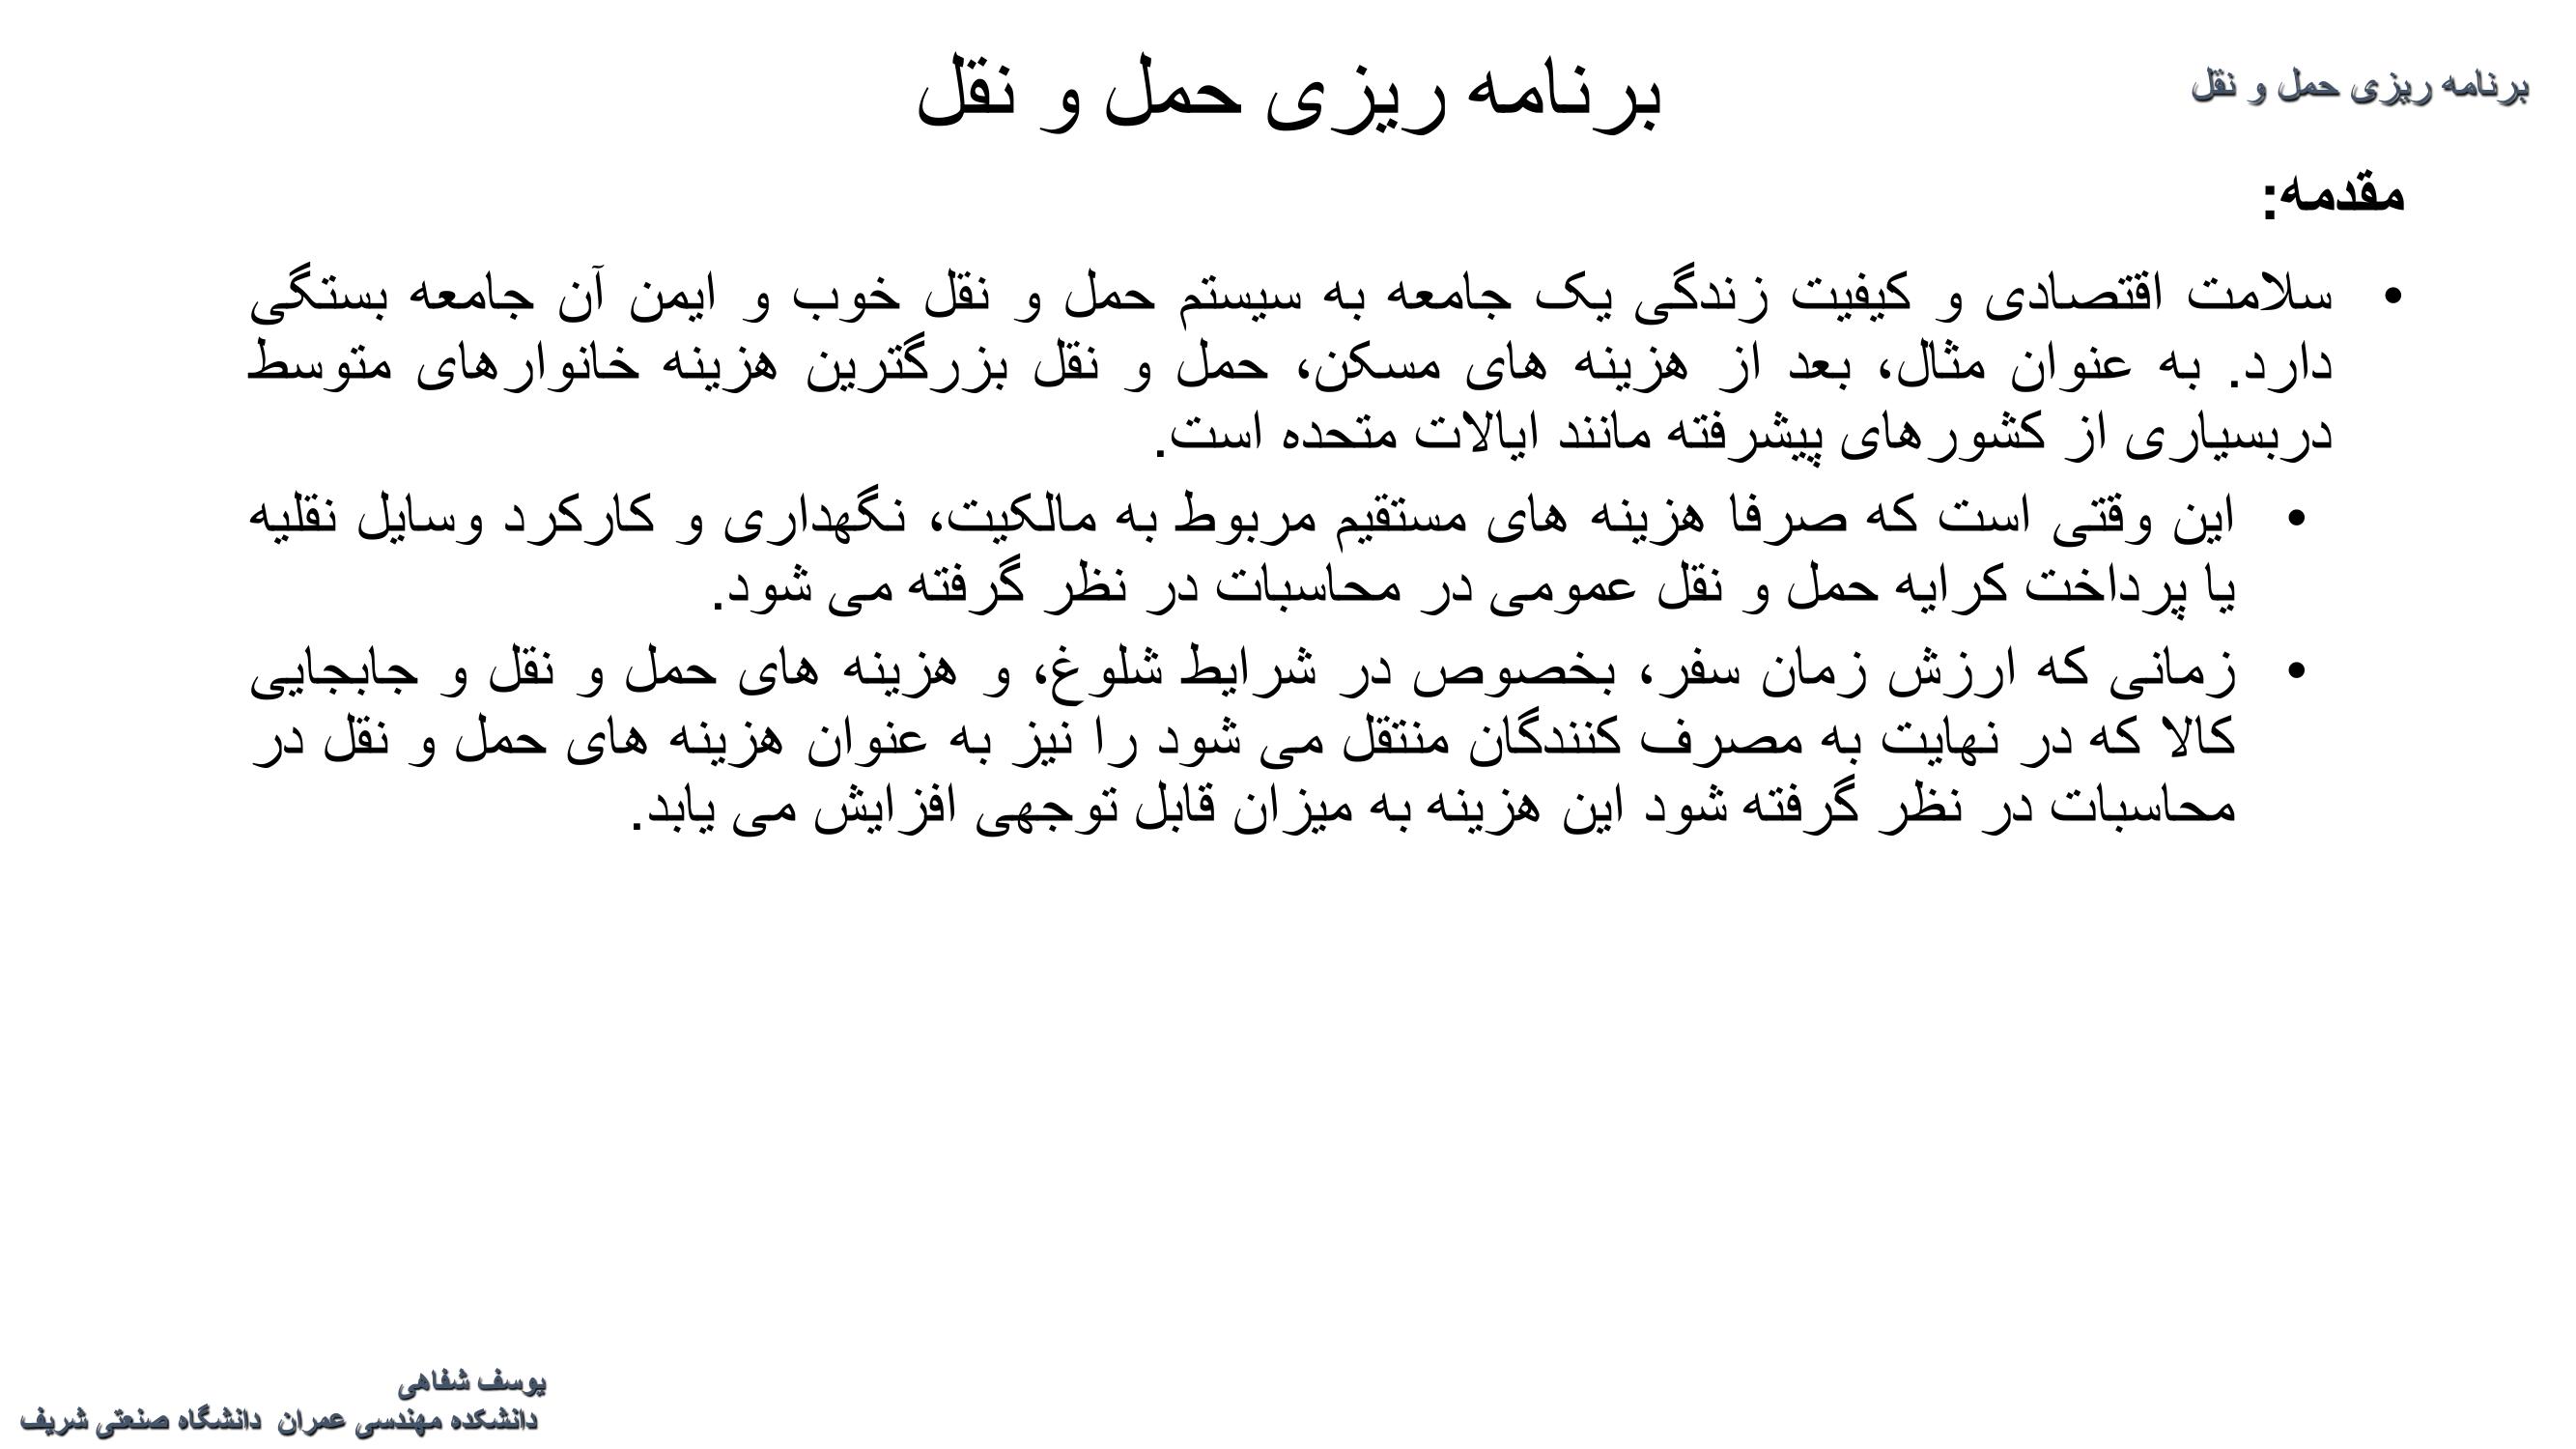 برنامه ریزی حمل و نقل
برنامه ریزی حمل و نقل
مقدمه:
• سلامت اقتصادی و کیفیت زندگی یک جامعه به سیستم حمل و نقل خوب و ایمن آن جامعه بستگی
دارد. به عنوان مثال، بعد از هزینه های مسکن، حمل و نقل بزرگترین هزینه خانوارهای متوسط
دربسیاری از کشورهای پیشرفته مانند ایالات متحده است.
• این وقتی است که صرفا هزینه های مستقیم مربوط به مالکیت، نگهداری و کارکرد وسایل نقلیه
یا پرداخت کرایه حمل و نقل عمومی در محاسبات در نظر گرفته می شود.
• زمانی که ارزش زمان سفر، بخصوص در شرایط شلوغ، و هزینه های حمل و نقل و جابجایی
کالا که در نهایت به مصرف کنندگان منتقل می شود را نیز به عنوان هزینه های حمل و نقل در
محاسبات در نظر گرفته شود این هزینه به میزان قابل توجهی افزایش می یابد.
یوسف شفاهی
دانشکده مهندسی عمران دانشگاه صنعتی شریف